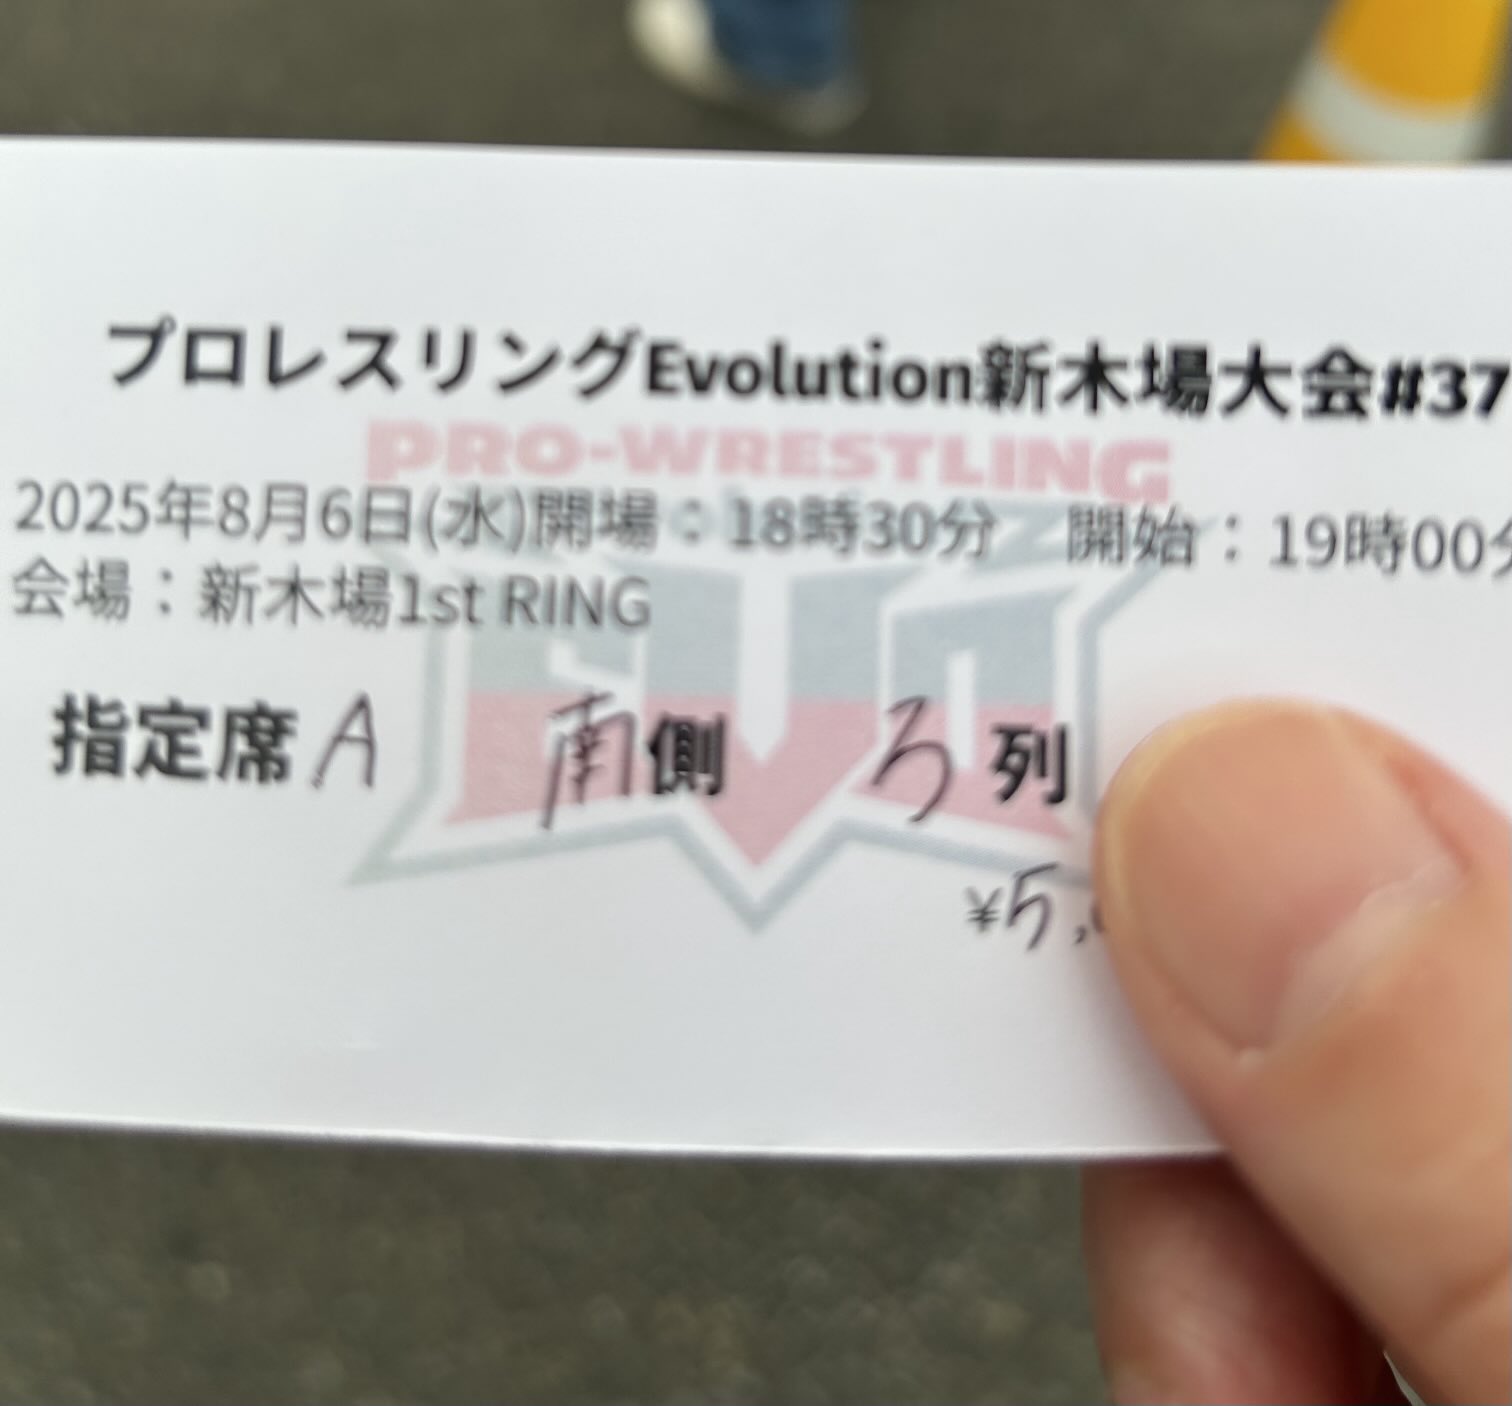 プロレスリングEvolution新木場大会#37
PRO-WRESTLING
2025年8月6日(水)開場：18時30分 開始：19時00分
会場：新木場1st RING
EVO
指定席A 南側 ろ列
¥5,